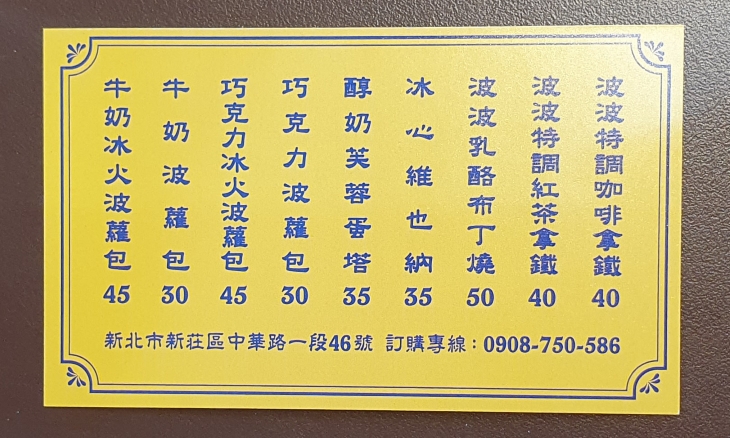 波波特調咖啡拿鐵 40
波波特調紅茶拿鐵 40
波波乳酪布丁燒 50
冰心維也納 35
醇奶芙蓉蛋塔 35
巧克力波蘿包 30
巧克力冰火波蘿包 45
牛奶波蘿包 30
牛奶冰火波蘿包 45
新北市新莊區中華路一段46號 訂購專線：0908-750-586